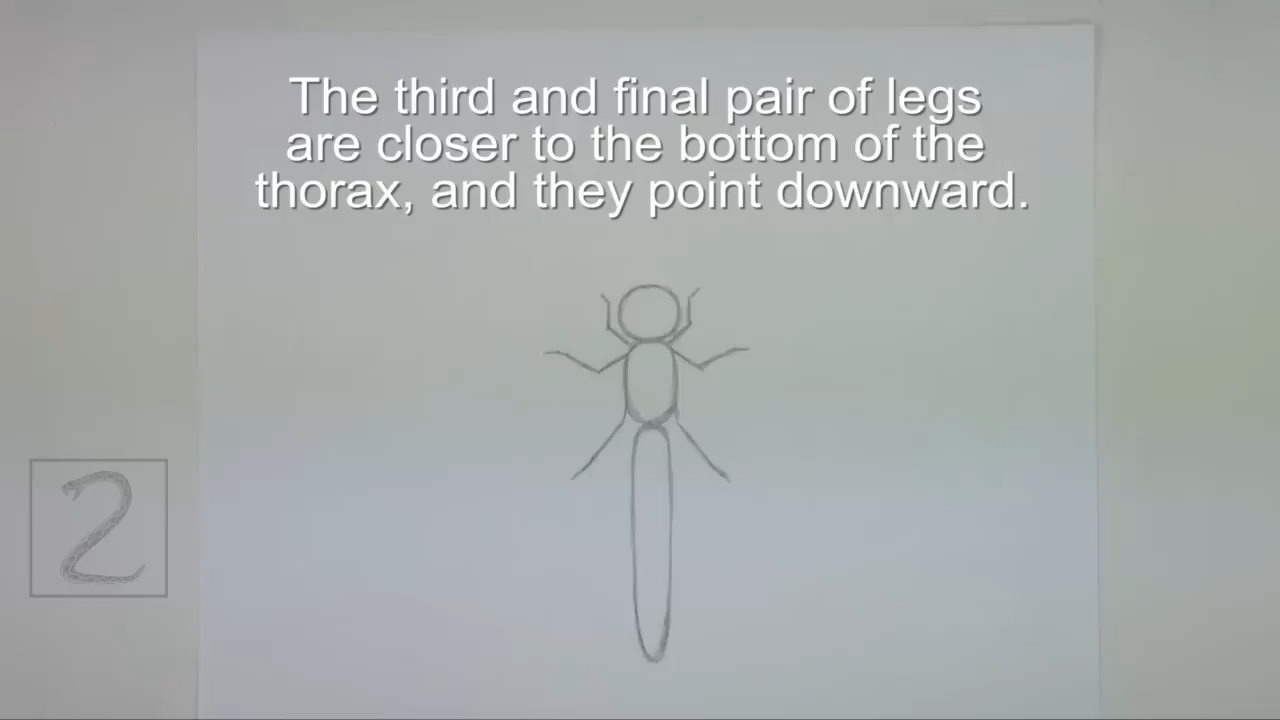 The third and final pair of legs
are closer to the bottom of the
thorax, and they point downward.
2